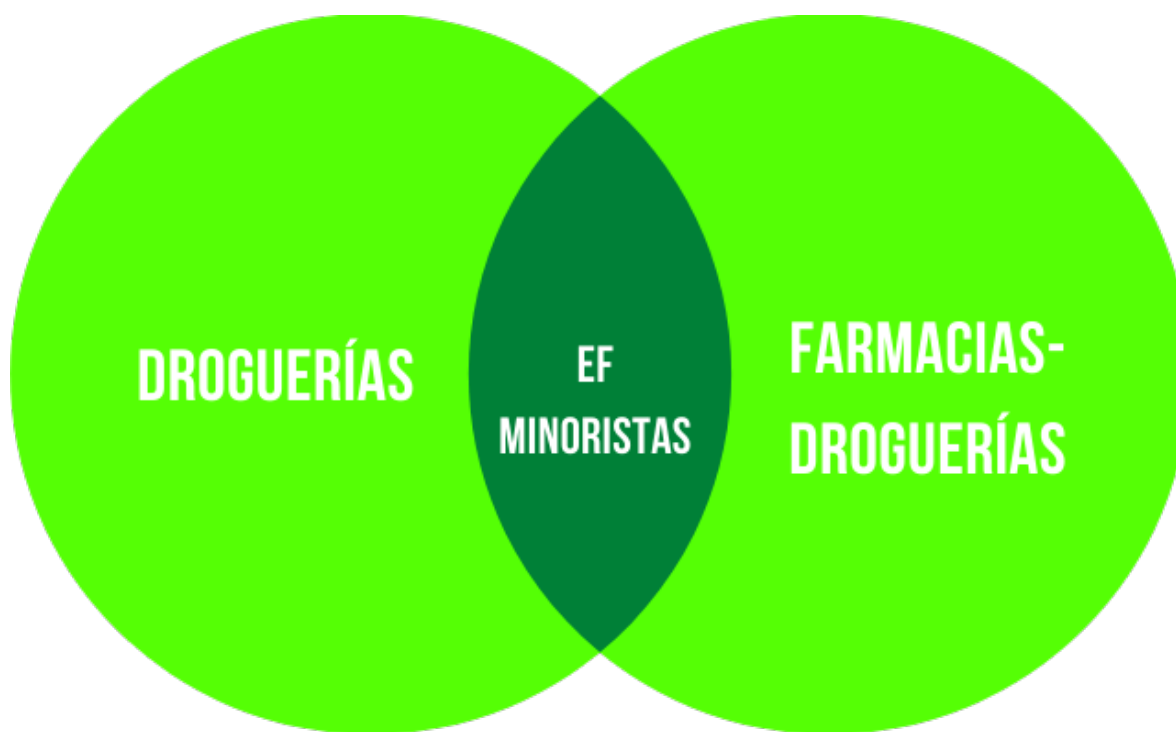 DROGUERÍAS
EF
MINORISTAS
FARMACIAS-
DROGUERÍAS